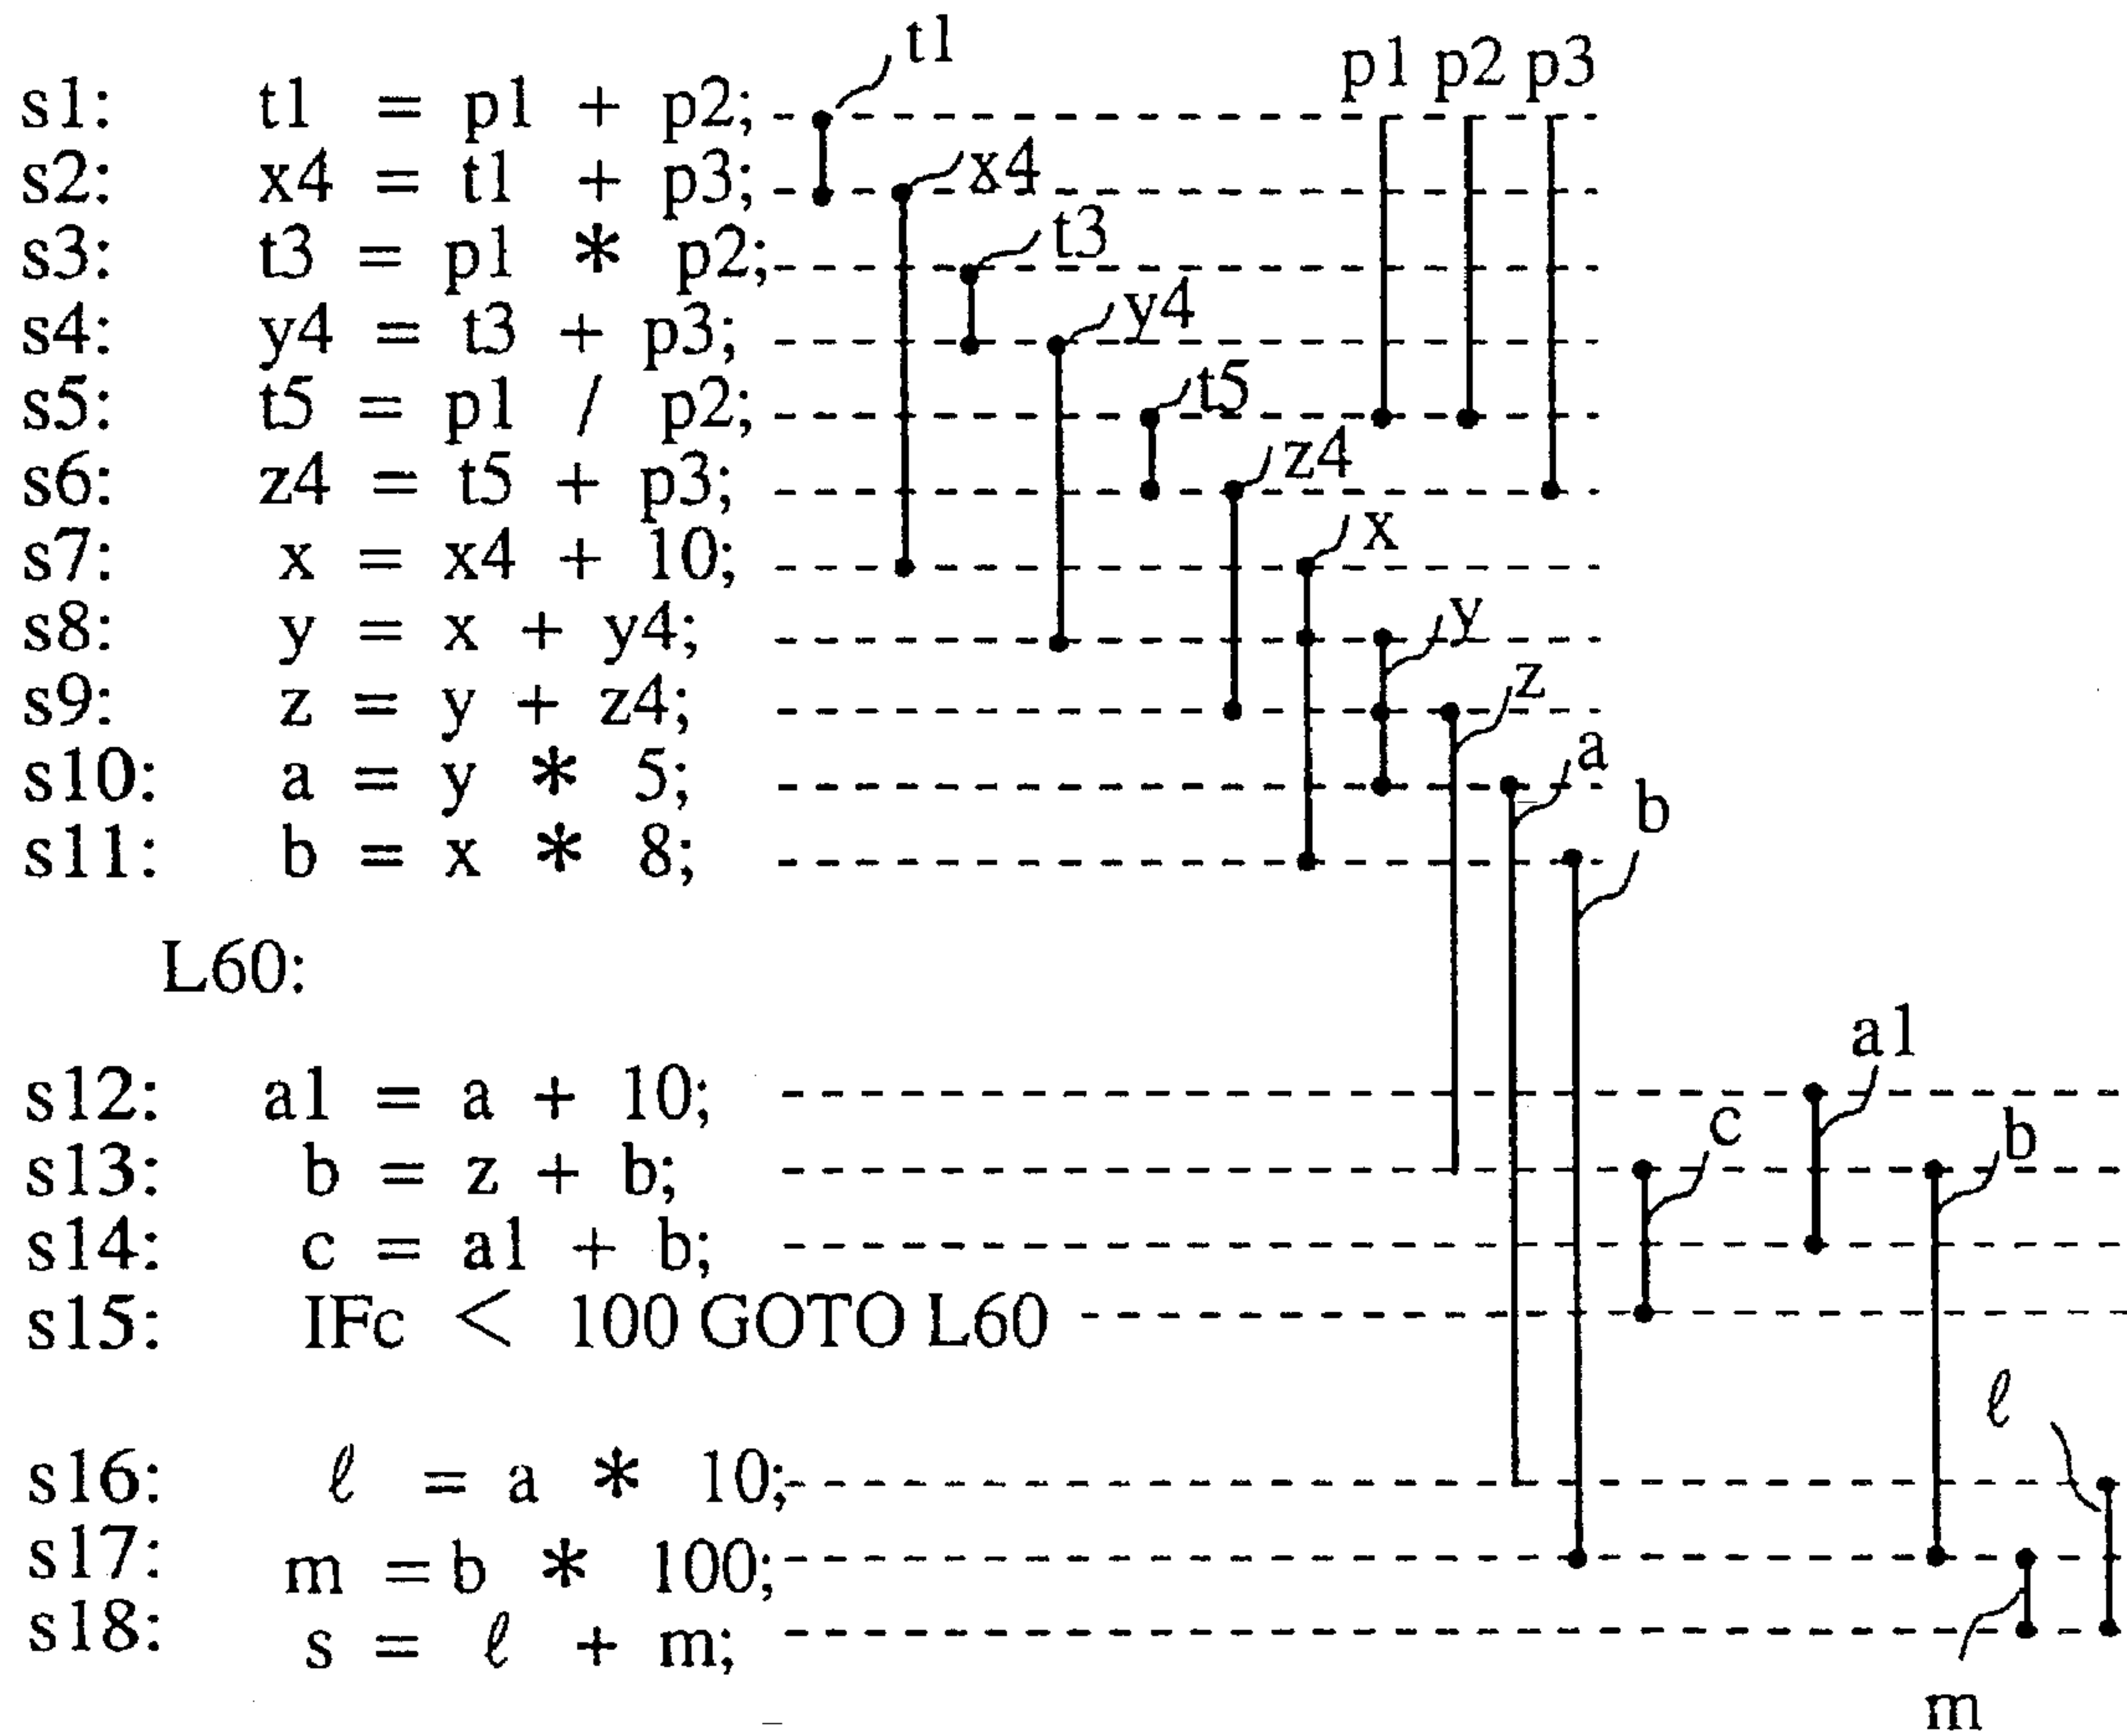 t1
p1 p2 p3
s1: t1 = p1 + p2;
x4
s2: x4 = t1 + p3;
t3
s3: t3 = p1 * p2;
y4
s4: y4 = t3 + p3;
t5
s5: t5 = p1 / p2;
z4
s6: z4 = t5 + p3;
x
s7: x = x4 + 10;
y
s8: y = x + y4;
z
s9: z = y + z4;
a
s10: a = y * 5;
b
s11: b = x * 8;
L60:
a1
s12: a1 = a + 10;
c
b
s13: b = z + b;
s14: c = a1 + b;
s15: IFc < 100 GOTO L60
ℓ
s16: ℓ = a * 10;
s17: m = b * 100;
s18: s = ℓ + m;
m